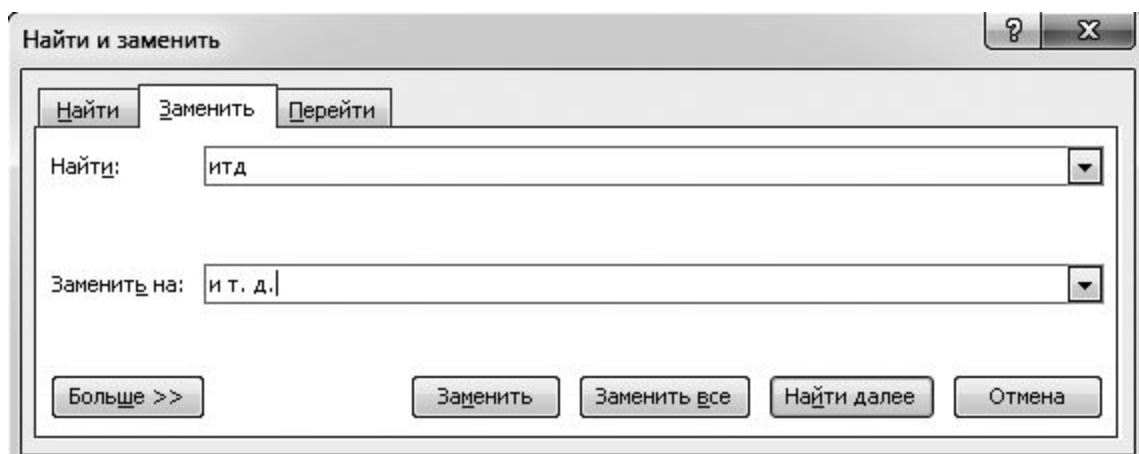 Найти и заменить
Найти Заменить Перейти
Найти: итд
Заменить на: и т. д.
Больше >> Заменить Заменить все Найти далее Отмена